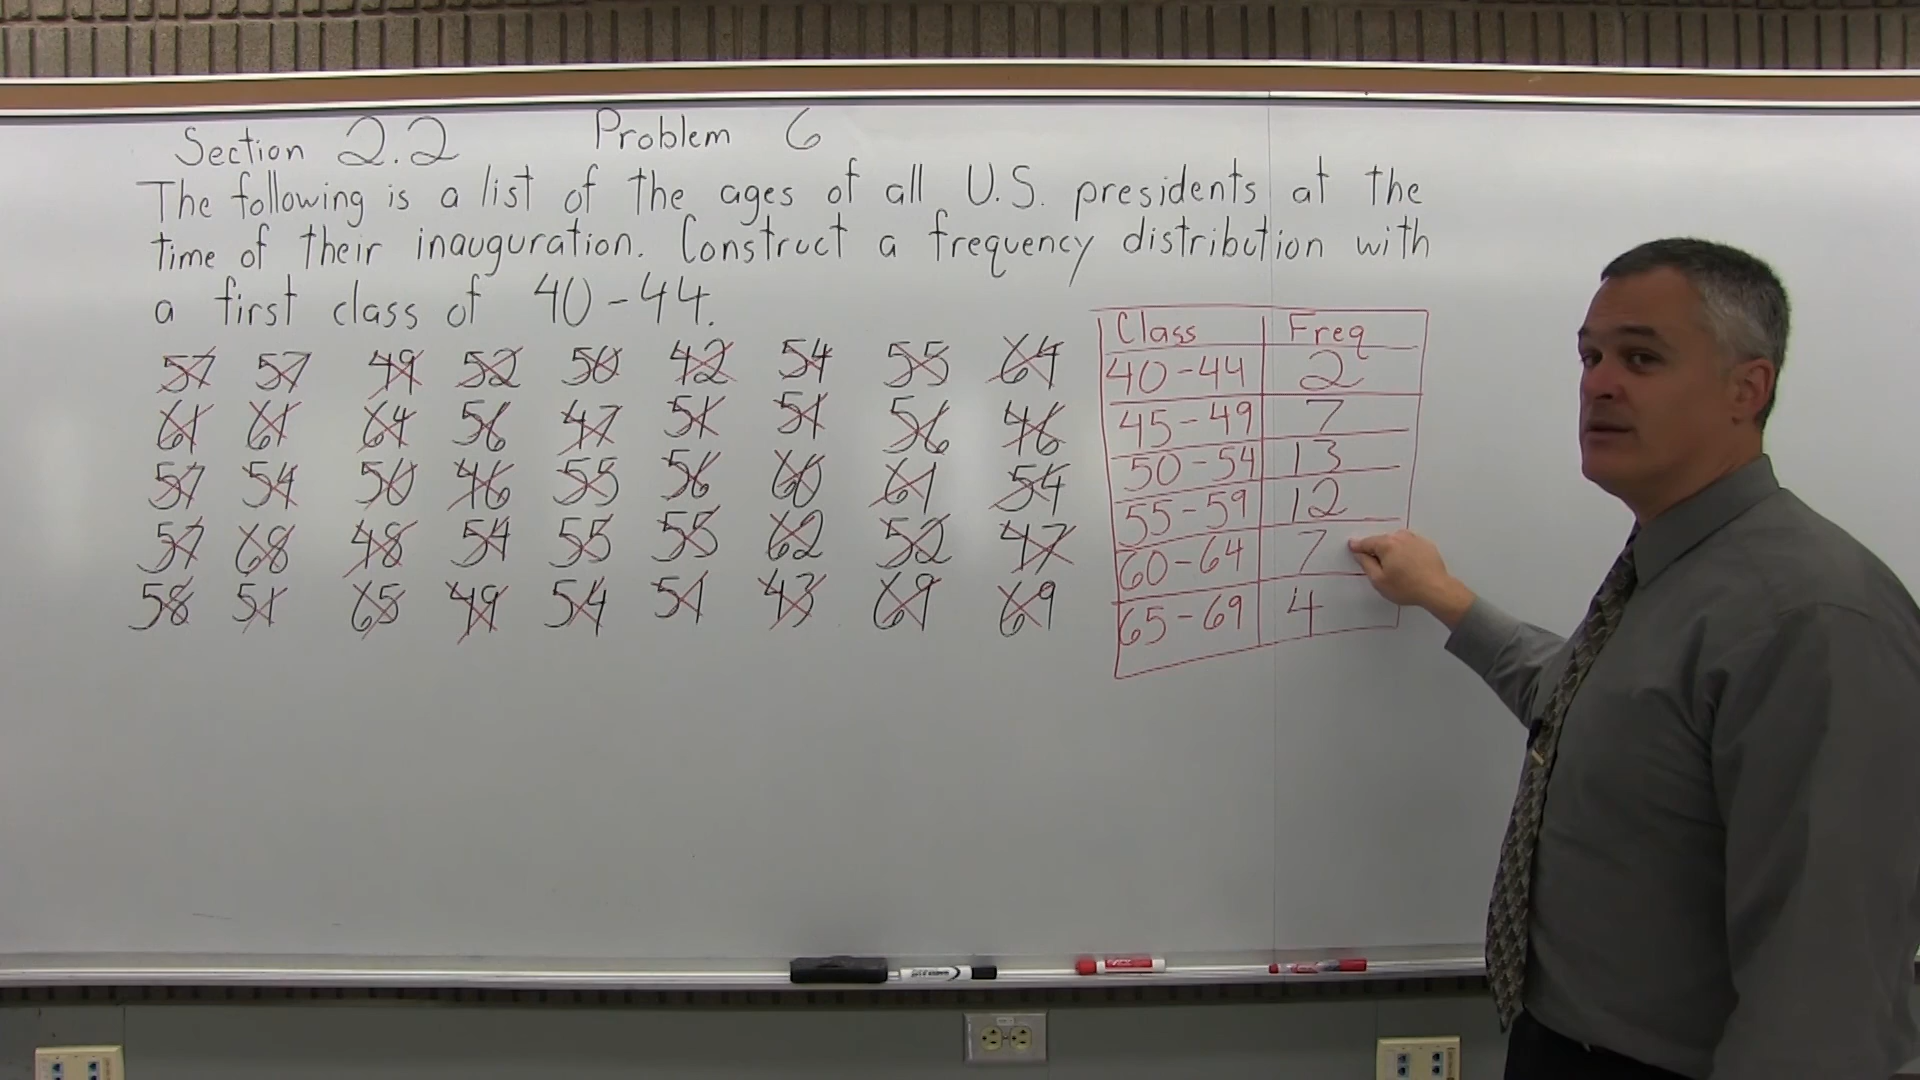 Section 2.2 Problem 6
The following is a list of the ages of all U.S. presidents at the
time of their inauguration. Construct a frequency distribution with
a first class of 40-44.
57 57 49 52 50 42 54 55 64
61 61 64 56 47 51 51 56 46
57 54 50 46 55 56 60 61 54
57 68 48 54 55 55 62 52 47
58 51 65 49 54 51 43 69 69
Class Freq
40-44 2
45-49 7
50-54 13
55-59 12
60-64 7
65-69 4